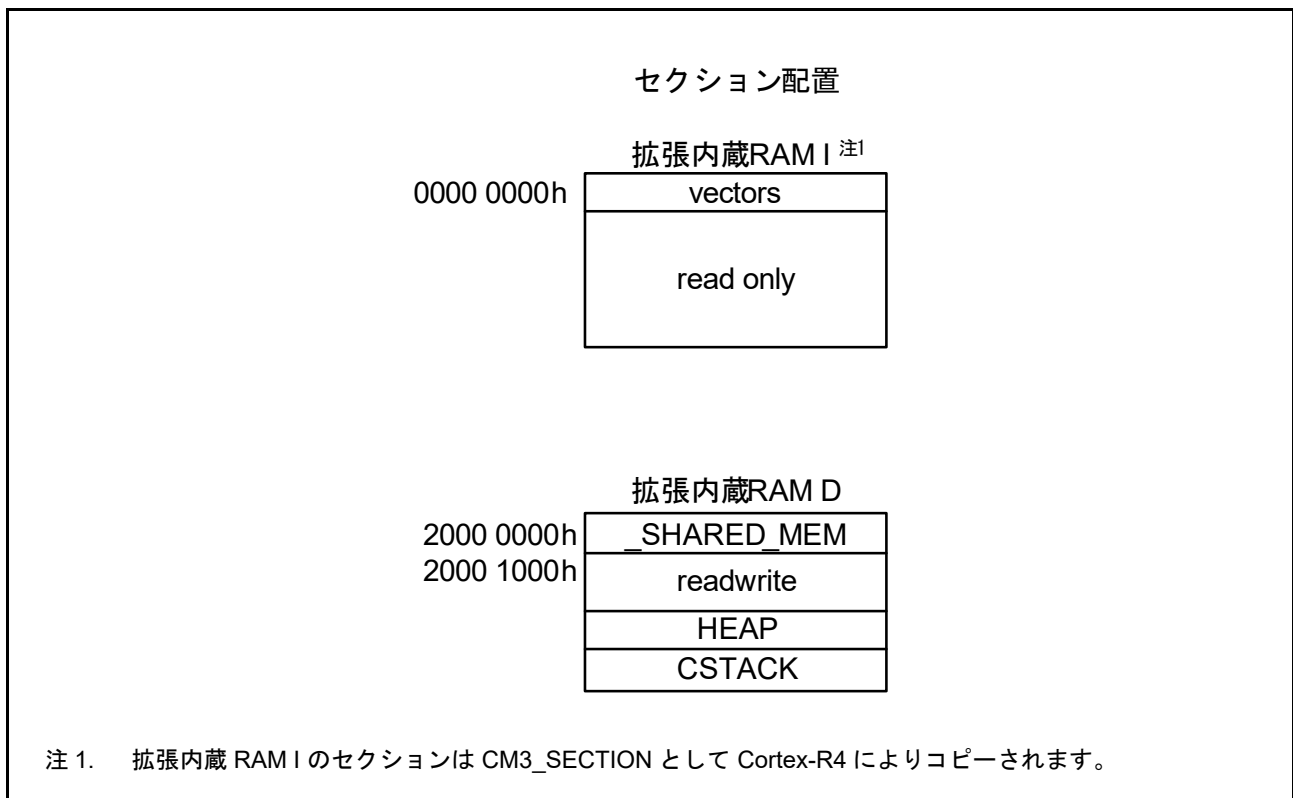 セクション配置
拡張内蔵RAM I 注1
0000 0000h vectors
read only
拡張内蔵RAM D
2000 0000h _SHARED_MEM
2000 1000h readwrite
HEAP
CSTACK
注 1. 拡張内蔵 RAM I のセクションは CM3_SECTION として Cortex-R4 によりコピーされます。